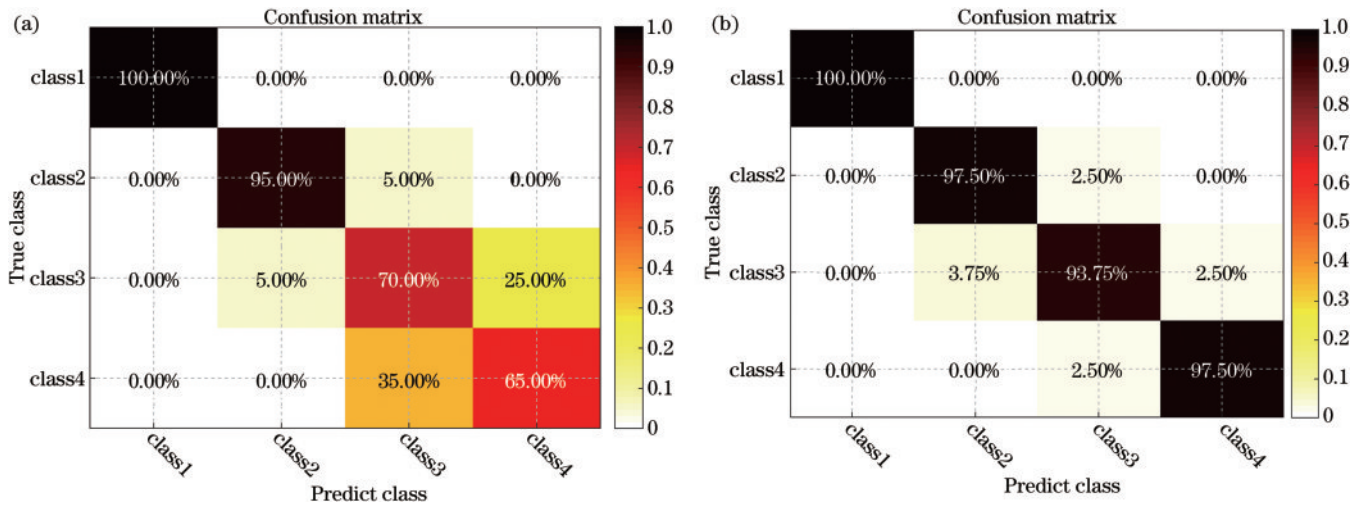 (a)
Confusion matrix
class1 100.00% 0.00% 0.00% 0.00%
class2 0.00% 95.00% 5.00% 0.00%
class3 0.00% 5.00% 70.00% 25.00%
class4 0.00% 0.00% 35.00% 65.00%
True class
class1 class2 class3 class4
Predict class
1.0
0.9
0.8
0.7
0.6
0.5
0.4
0.3
0.2
0.1
0
(b)
Confusion matrix
class1 100.00% 0.00% 0.00% 0.00%
class2 0.00% 97.50% 2.50% 0.00%
class3 0.00% 3.75% 93.75% 2.50%
class4 0.00% 0.00% 2.50% 97.50%
True class
class1 class2 class3 class4
Predict class
1.0
0.9
0.8
0.7
0.6
0.5
0.4
0.3
0.2
0.1
0